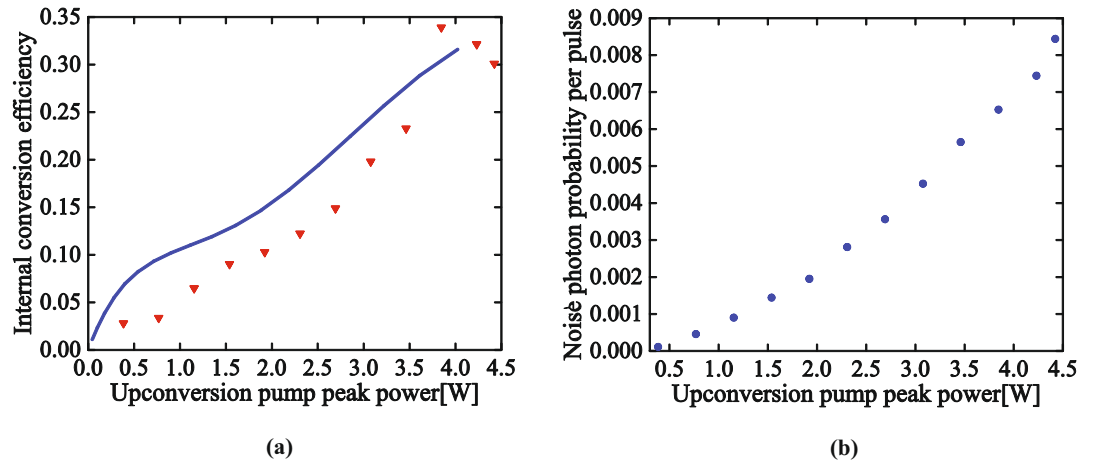 0.35
0.30
0.25
0.20
0.15
0.10
0.05
0.00
Internal conversion efficiency
0.0 0.5 1.0 1.5 2.0 2.5 3.0 3.5 4.0 4.5
Upconversion pump peak power[W]
(a)
0.009
0.008
0.007
0.006
0.005
0.004
0.003
0.002
0.001
0.000
Noise photon probability per pulse
0.5 1.0 1.5 2.0 2.5 3.0 3.5 4.0 4.5
Upconversion pump peak power[W]
(b)